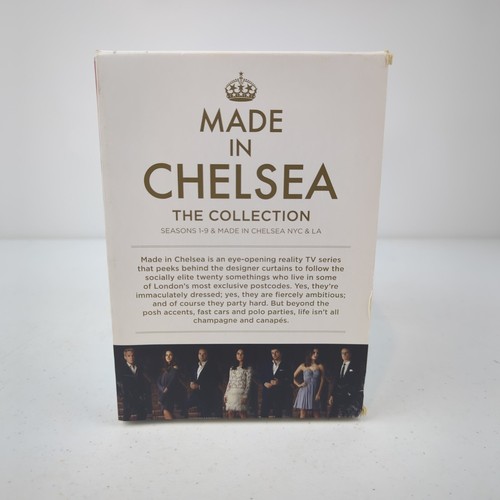 MADE
IN
CHELSEA
THE COLLECTION
SEASONS 1-9 & MADE IN CHELSEA NYC & LA
Made in Chelsea is an eye-opening reality TV series
that peeks behind the designer curtains to follow the
socially elite twenty somethings who live in some
of London's most exclusive postcodes. Yes, they're
immaculately dressed; yes, they are fiercely ambitious;
and of course they party hard. But beyond the
posh accents, fast cars and polo parties, life isn't all
champagne and canapés.